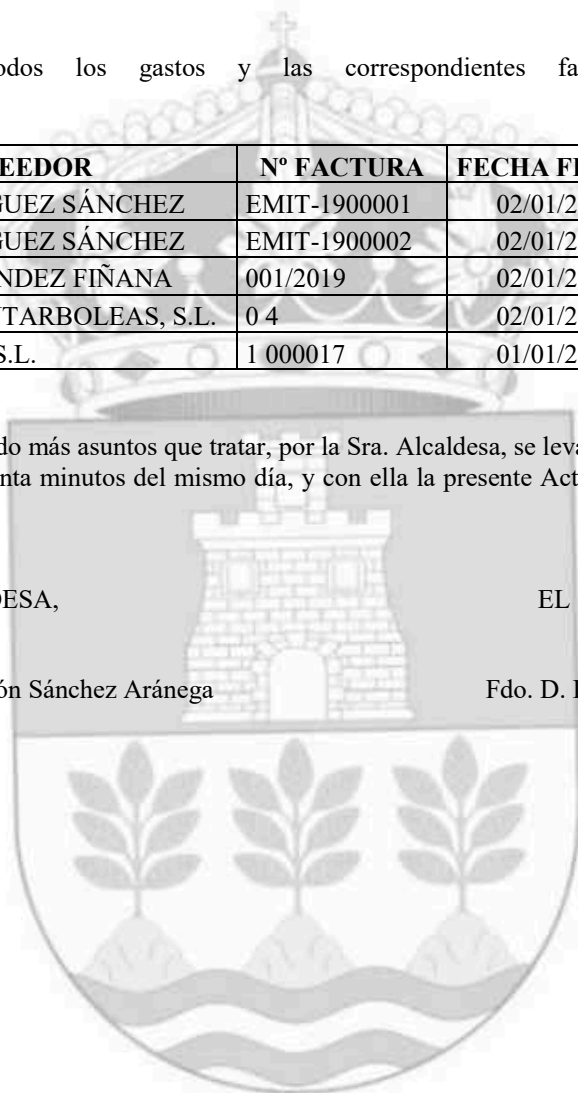 odos los gastos y las correspondientes fa
EEDOR Nº FACTURA FECHA F
GUEZ SÁNCHEZ EMIT-1900001 02/01/2
GUEZ SÁNCHEZ EMIT-1900002 02/01/2
NDEZ FIÑANA 001/2019 02/01/2
TARBOLEAS, S.L. 0 4 02/01/2
S.L. 1 000017 01/01/2
do más asuntos que tratar, por la Sra. Alcaldesa, se leva
nta minutos del mismo día, y con ella la presente Act
DESA, EL
ón Sánchez Aránega Fdo. D.